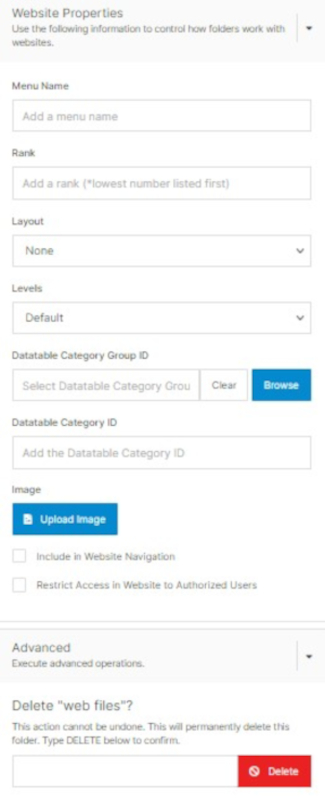 Website Properties
Use the following information to control how folders work with
websites.
Menu Name
Add a menu name
Rank
Add a rank (*lowest number listed first)
Layout
None
Levels
Default
Datatable Category Group ID
Select Datatable Category Grou
Clear
Browse
Datatable Category ID
Add the Datatable Category ID
Image
Upload Image
Include in Website Navigation
Restrict Access in Website to Authorized Users
Advanced
Execute advanced operations.
Delete "web files"?
This action cannot be undone. This will permanently delete this
folder. Type DELETE below to confirm.
Delete